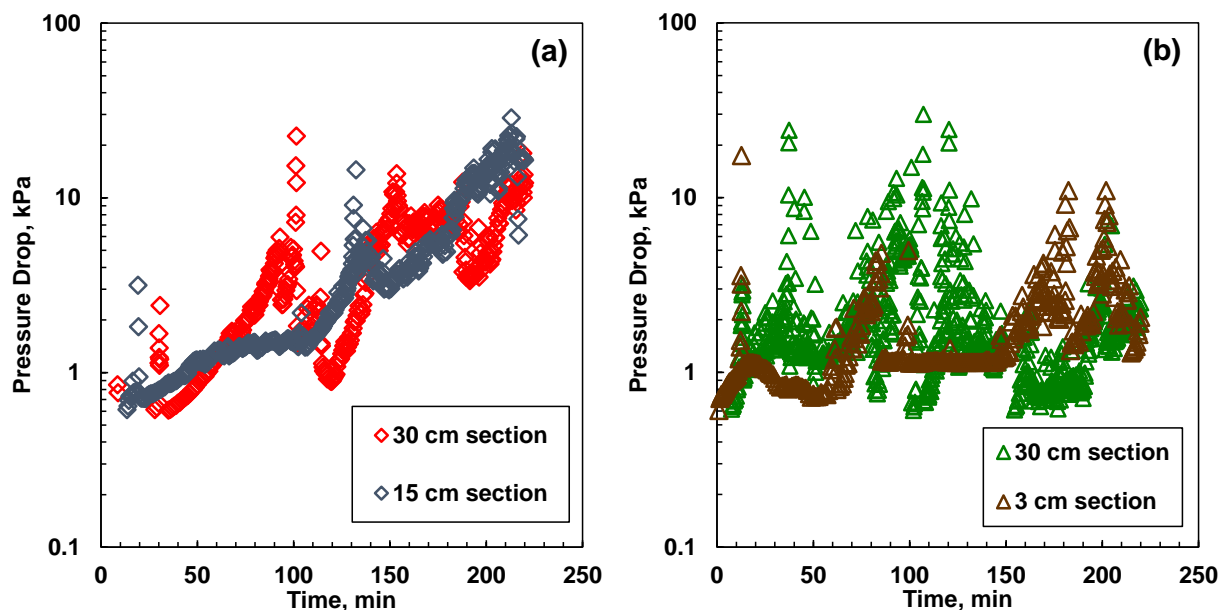 (a)
100
10
1
0.1
Pressure Drop, kPa
0 50 100 150 200 250
Time, min
30 cm section
15 cm section
(b)
100
10
1
0.1
Pressure Drop, kPa
0 50 100 150 200 250
Time, min
30 cm section
3 cm section